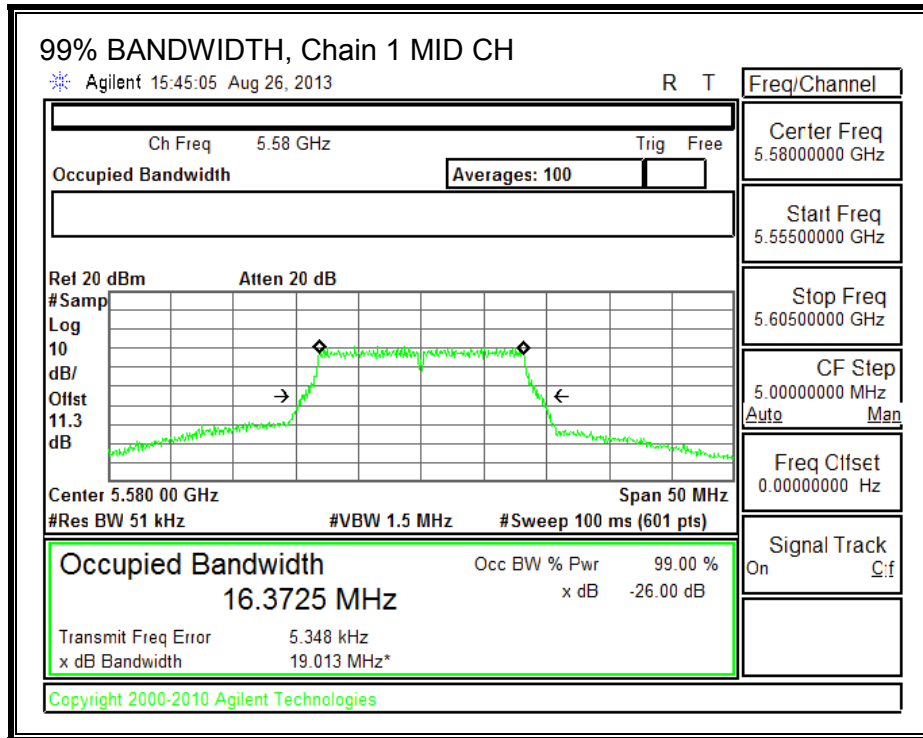 99% BANDWIDTH, Chain 1 MID CH
Agilent 15:45:05 Aug 26, 2013 R T
Freq/Channel
Ch Freq 5.58 GHz Trig Free
Occupied Bandwidth Averages: 100
Center Freq
5.58000000 GHz
Start Freq
5.55500000 GHz
Stop Freq
5.60500000 GHz
CF Step
5.00000000 MHz
Auto Man
Freq Offset
0.00000000 Hz
Signal Track
On Off
Ref 20 dBm Atten 20 dB
#Samp
Log
10
dB/
Offst
11.3
dB
Center 5.580 00 GHz Span 50 MHz
#Res BW 51 kHz #VBW 1.5 MHz #Sweep 100 ms (601 pts)
Occupied Bandwidth Occ BW % Pwr 99.00 %
16.3725 MHz x dB -26.00 dB
Transmit Freq Error 5.348 kHz
x dB Bandwidth 19.013 MHz*
Copyright 2000-2010 Agilent Technologies